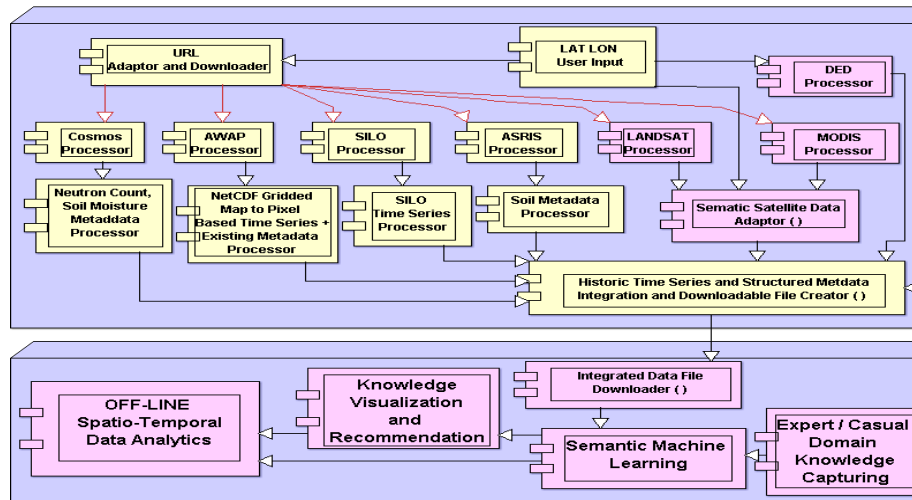 URL
Adaptor and Downloader
LAT LON
User Input
DED
Processor
Cosmos
Processor
AWAP
Processor
SILO
Processor
ASRIS
Processor
LANDSAT
Processor
MODIS
Processor
Neutron Count,
Soil Moisture
Metaddata
Processor
NetCDF Gridded
Map to Pixel
Based Time Series +
Existing Metadata
Processor
SILO
Time Series
Processor
Soil Metadata
Processor
Sematic Satellite Data
Adaptor ( )
Historic Time Series and Structured Metdata
Integration and Downloadable File Creator ( )
Integrated Data File
Downloader ( )
OFF-LINE
Spatio-Temporal
Data Analytics
Knowledge
Visualization
and
Recommendation
Semantic Machine
Learning
Expert / Casual
Domain
Knowledge
Capturing